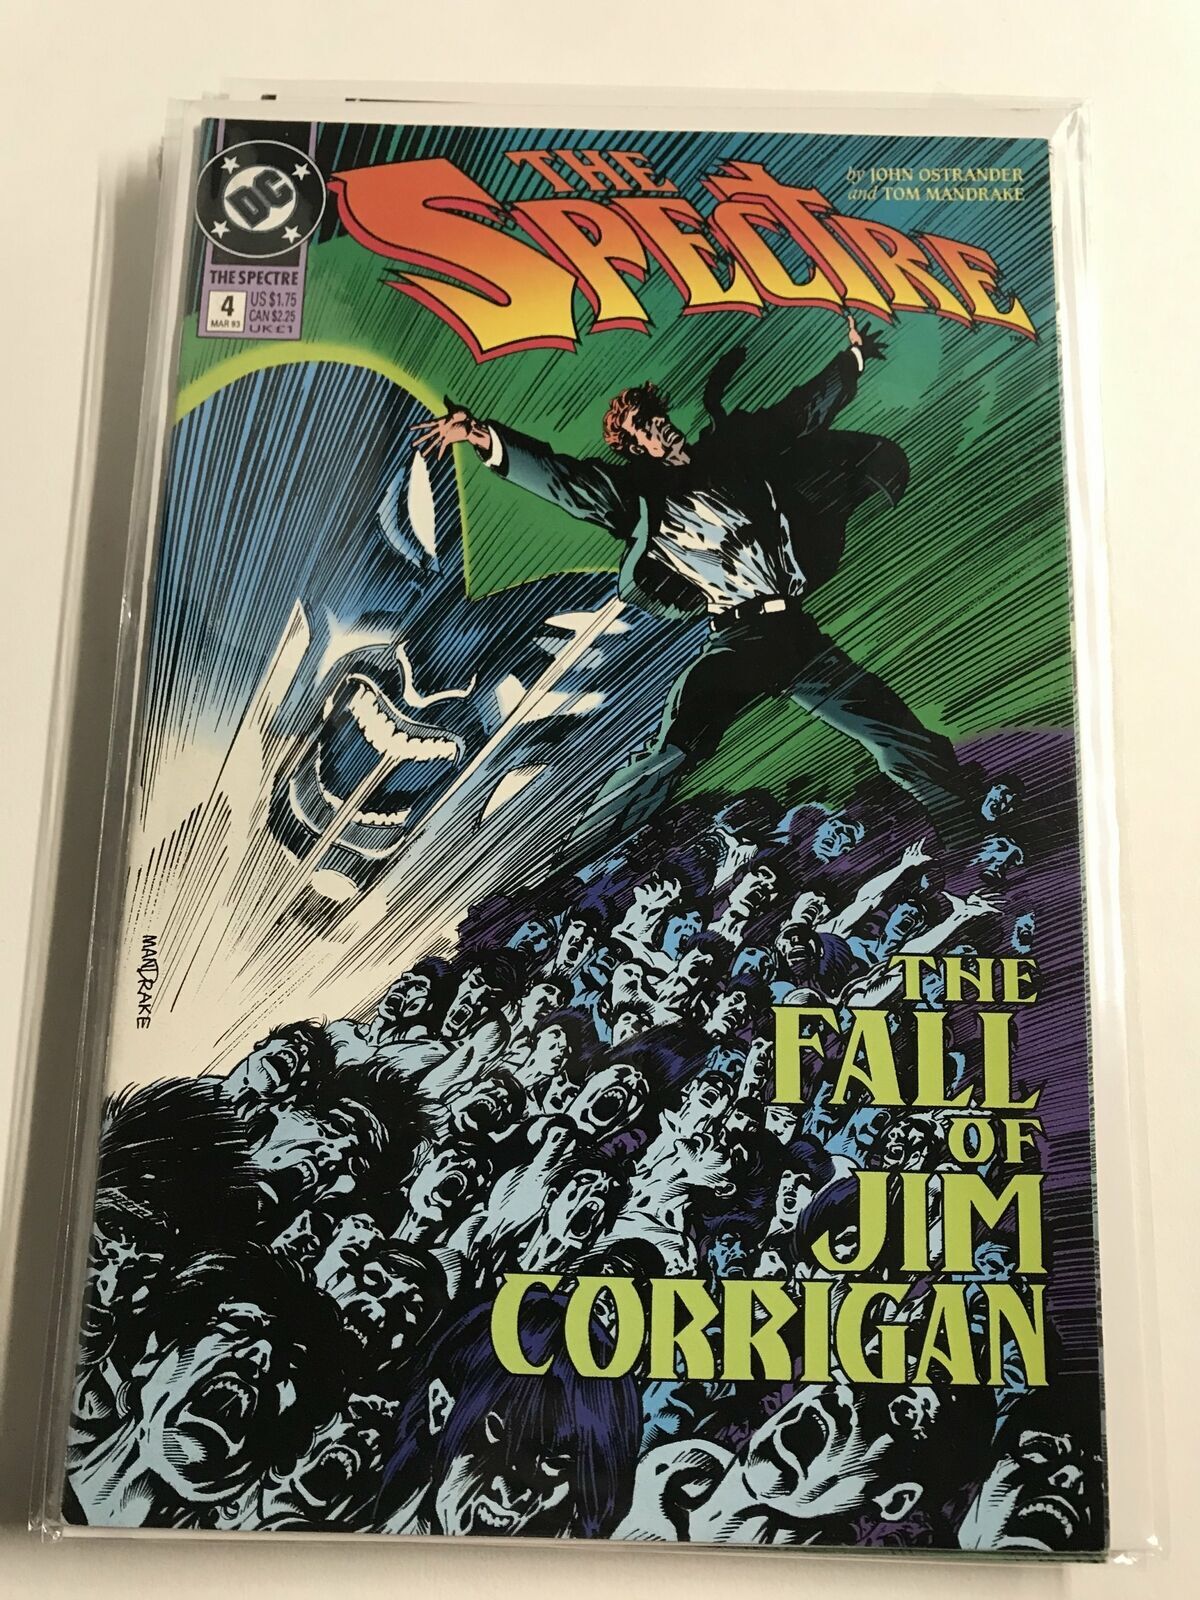 DC
THE SPECTRE
4
MAR 93
US $1.75
CAN $2.25
UK £1
THE
SPECTRE
TM
by JOHN OSTRANDER
and TOM MANDRAKE
MANDRAKE
THE
FALL
OF
JIM
CORRIGAN